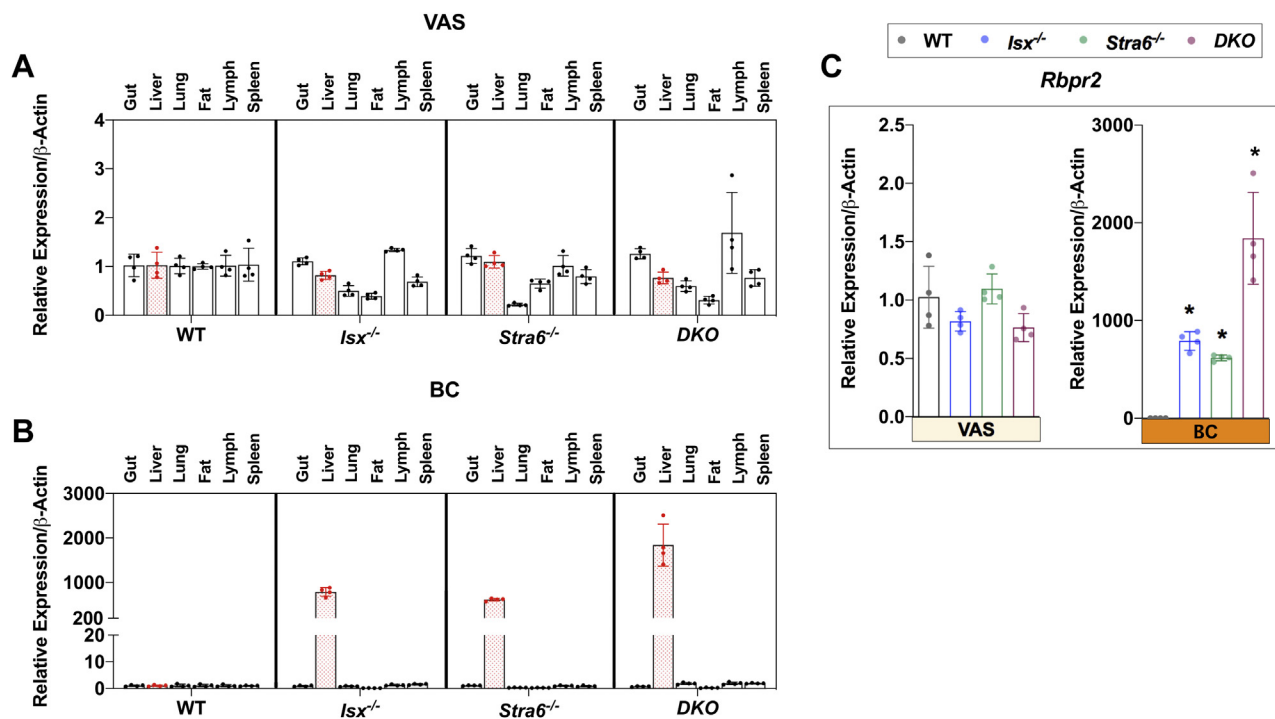 VAS
A
Gut Liver Lung Fat Lymph Spleen Gut Liver Lung Fat Lymph Spleen Gut Liver Lung Fat Lymph Spleen Gut Liver Lung Fat Lymph Spleen
Relative Expression/β-Actin
4
3
2
1
0
WT Isx-/- Stra6-/- DKO
BC
B
Gut Liver Lung Fat Lymph Spleen Gut Liver Lung Fat Lymph Spleen Gut Liver Lung Fat Lymph Spleen Gut Liver Lung Fat Lymph Spleen
Relative Expression/β-Actin
3000
2000
1000
200
20
10
0
WT Isx-/- Stra6-/- DKO
WT Isx-/- Stra6-/- DKO
C
Rbpr2
Relative Expression/β-Actin
2.5
2.0
1.5
1.0
0.5
0.0
VAS
Relative Expression/β-Actin
3000
2000
1000
0
* * *
BC